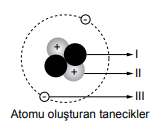 -
+
I
+
II
-
III
Atomu oluşturan tanecikler